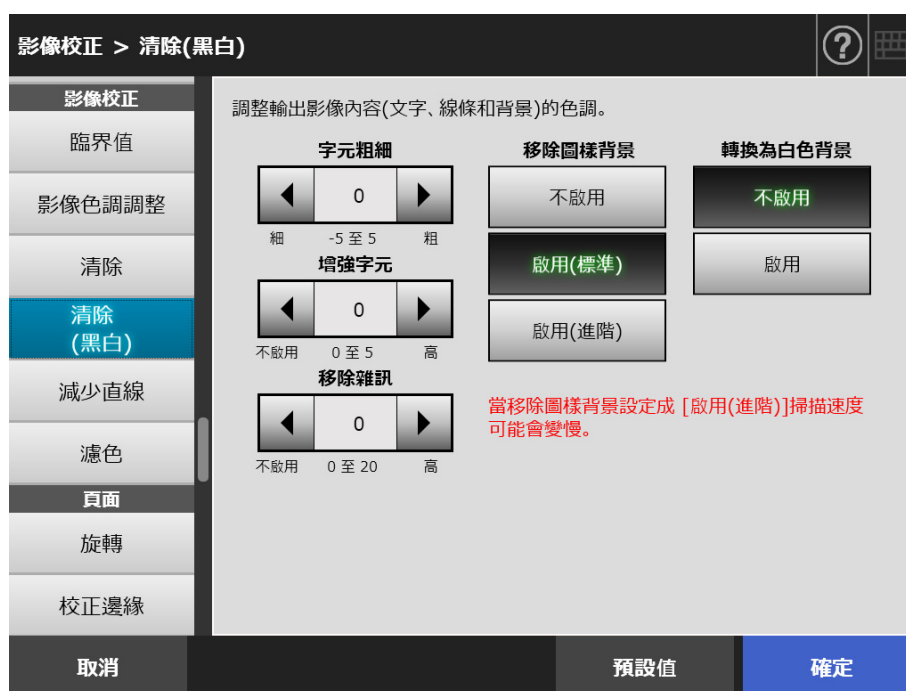 影像校正 > 清除(黑白)
影像校正
臨界值
影像色調調整
清除
清除
(黑白)
減少直線
濾色
頁面
旋轉
校正邊緣
調整輸出影像內容(文字、線條和背景)的色調。
字元粗細
0
細 -5 至 5 粗
增強字元
0
不啟用 0 至 5 高
移除雜訊
0
不啟用 0 至 20 高
移除圖樣背景
不啟用
啟用(標準)
啟用(進階)
轉換為白色背景
不啟用
啟用
當移除圖樣背景設定成 [啟用(進階)]掃描速度
可能會變慢。
取消
預設值
確定